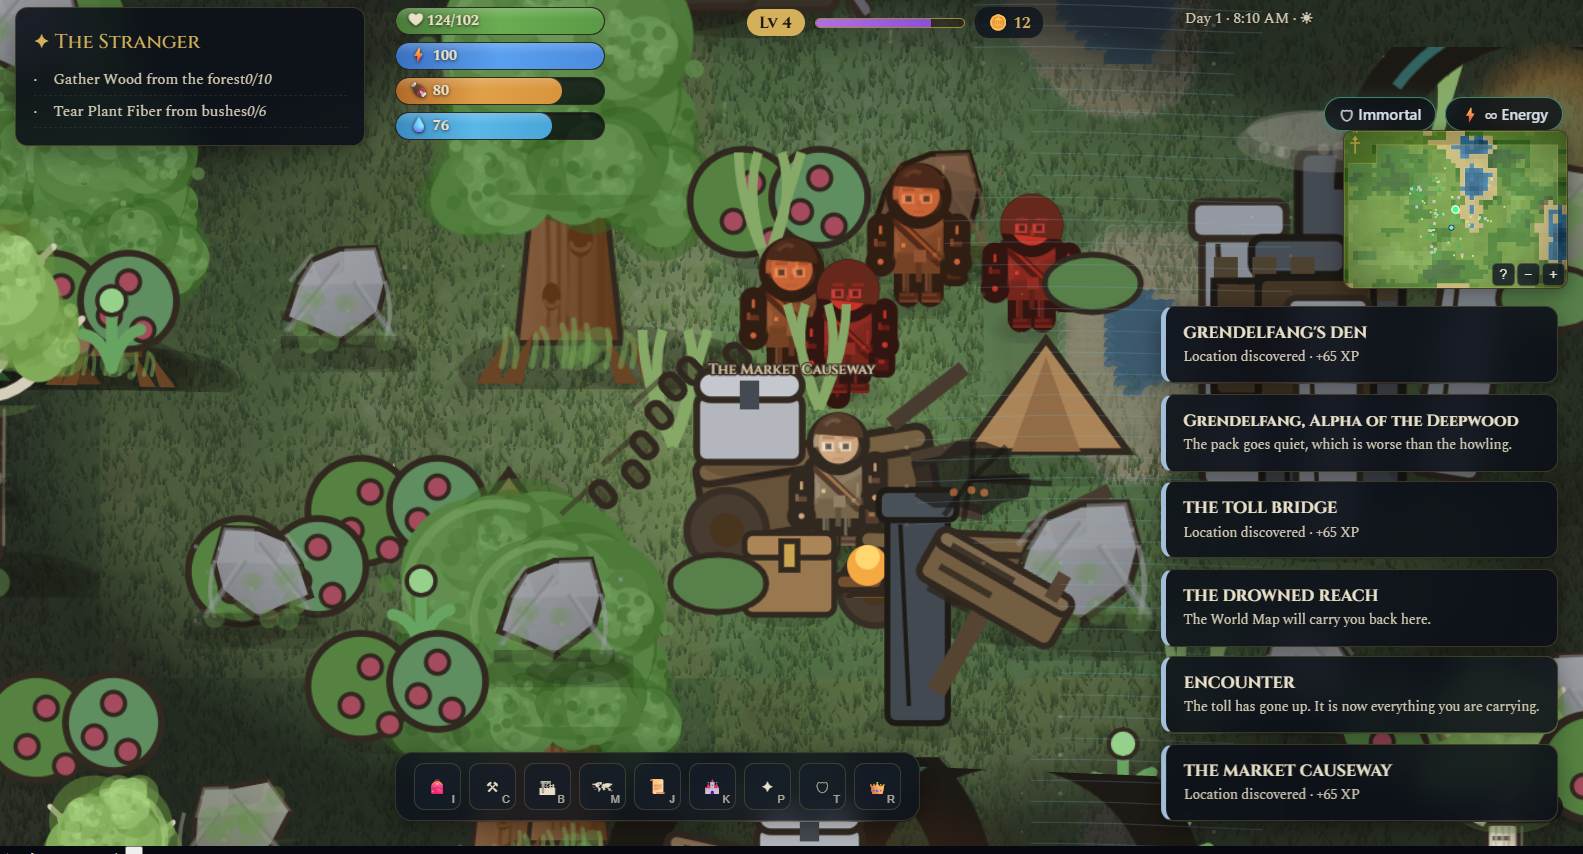 The Stranger
· Gather Wood from the forest0/10
· Tear Plant Fiber from bushes0/6
124/102
100
80
76
Lv 4
12
Day 1 · 8:10 AM ·
Immortal
∞ Energy
? − +
The Market Causeway
Grendelfang's Den
Location discovered · +65 XP
Grendelfang, Alpha of the Deepwood
The pack goes quiet, which is worse than the howling.
The Toll Bridge
Location discovered · +65 XP
The Drowned Reach
The World Map will carry you back here.
Encounter
The toll has gone up. It is now everything you are carrying.
The Market Causeway
Location discovered · +65 XP
I C B M J K P T R